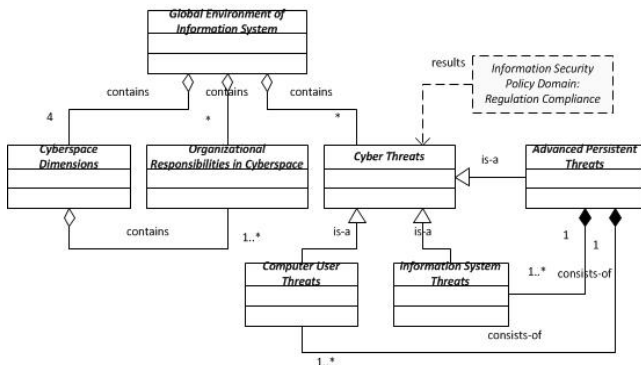 Global Environment of
Information System
contains
contains
contains
results
Information Security
Policy Domain:
Regulation Compliance
4
*
*
Cyberspace
Dimensions
Organizational
Responsibilities in Cyberspace
Cyber Threats
is-a
Advanced Persistent
Threats
contains
1..*
is-a
is-a
1
1
Computer User
Threats
Information System
Threats
1..*
consists-of
consists-of
1..*